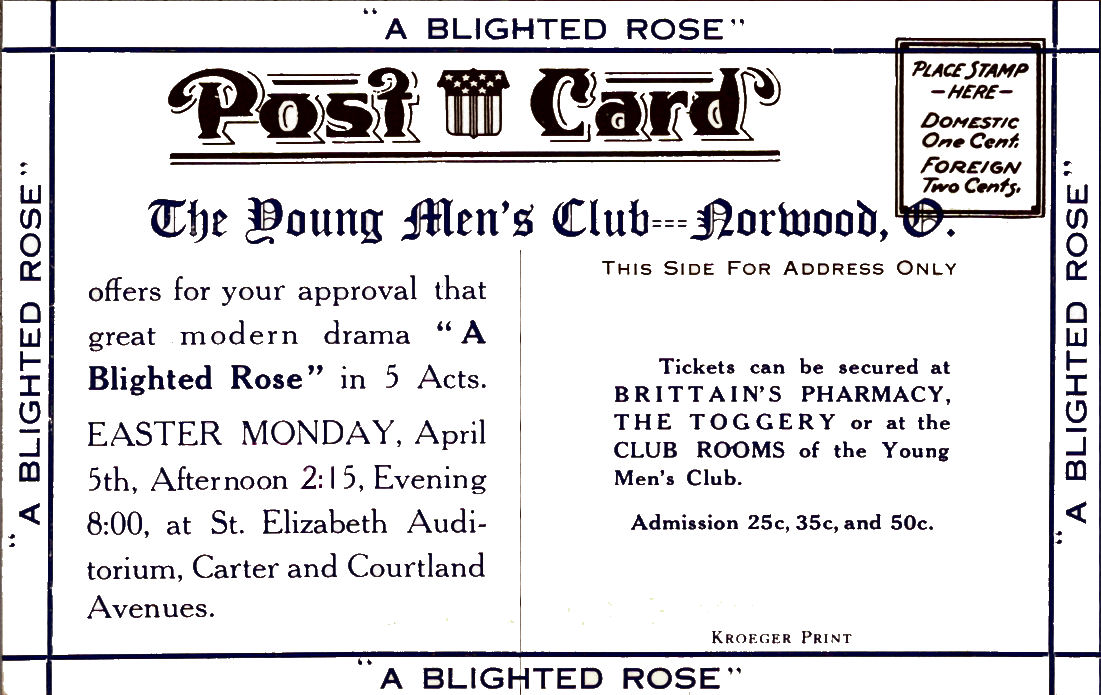 "A BLIGHTED ROSE"
Post Card
PLACE STAMP
-HERE-
DOMESTIC
One Cent.
FOREIGN
Two Cents.
The Young Men's Club===Norwood, O.
offers for your approval that
great modern drama "A
Blighted Rose" in 5 Acts.
EASTER MONDAY, April
5th, Afternoon 2:15, Evening
8:00, at St. Elizabeth Audi-
torium, Carter and Courtland
Avenues.
THIS SIDE FOR ADDRESS ONLY
Tickets can be secured at
BRITTAIN'S PHARMACY,
THE TOGGERY or at the
CLUB ROOMS of the Young
Men's Club.
Admission 25c, 35c, and 50c.
KROEGER PRINT
"A BLIGHTED ROSE"
"A BLIGHTED ROSE"
"A BLIGHTED ROSE"